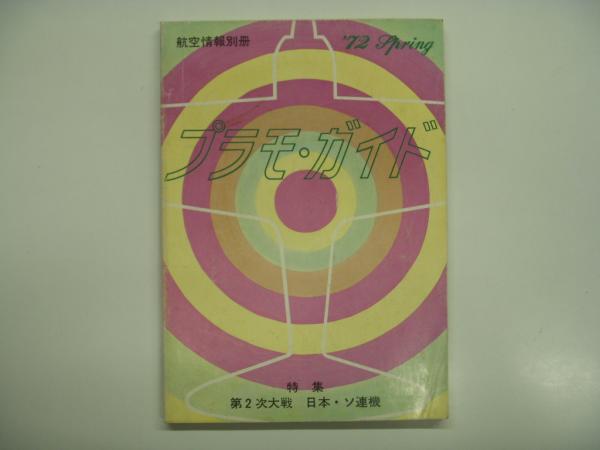 航空情報別冊
'72 Spring
プラモ・ガイド
特集
第2次大戦 日本・ソ連機